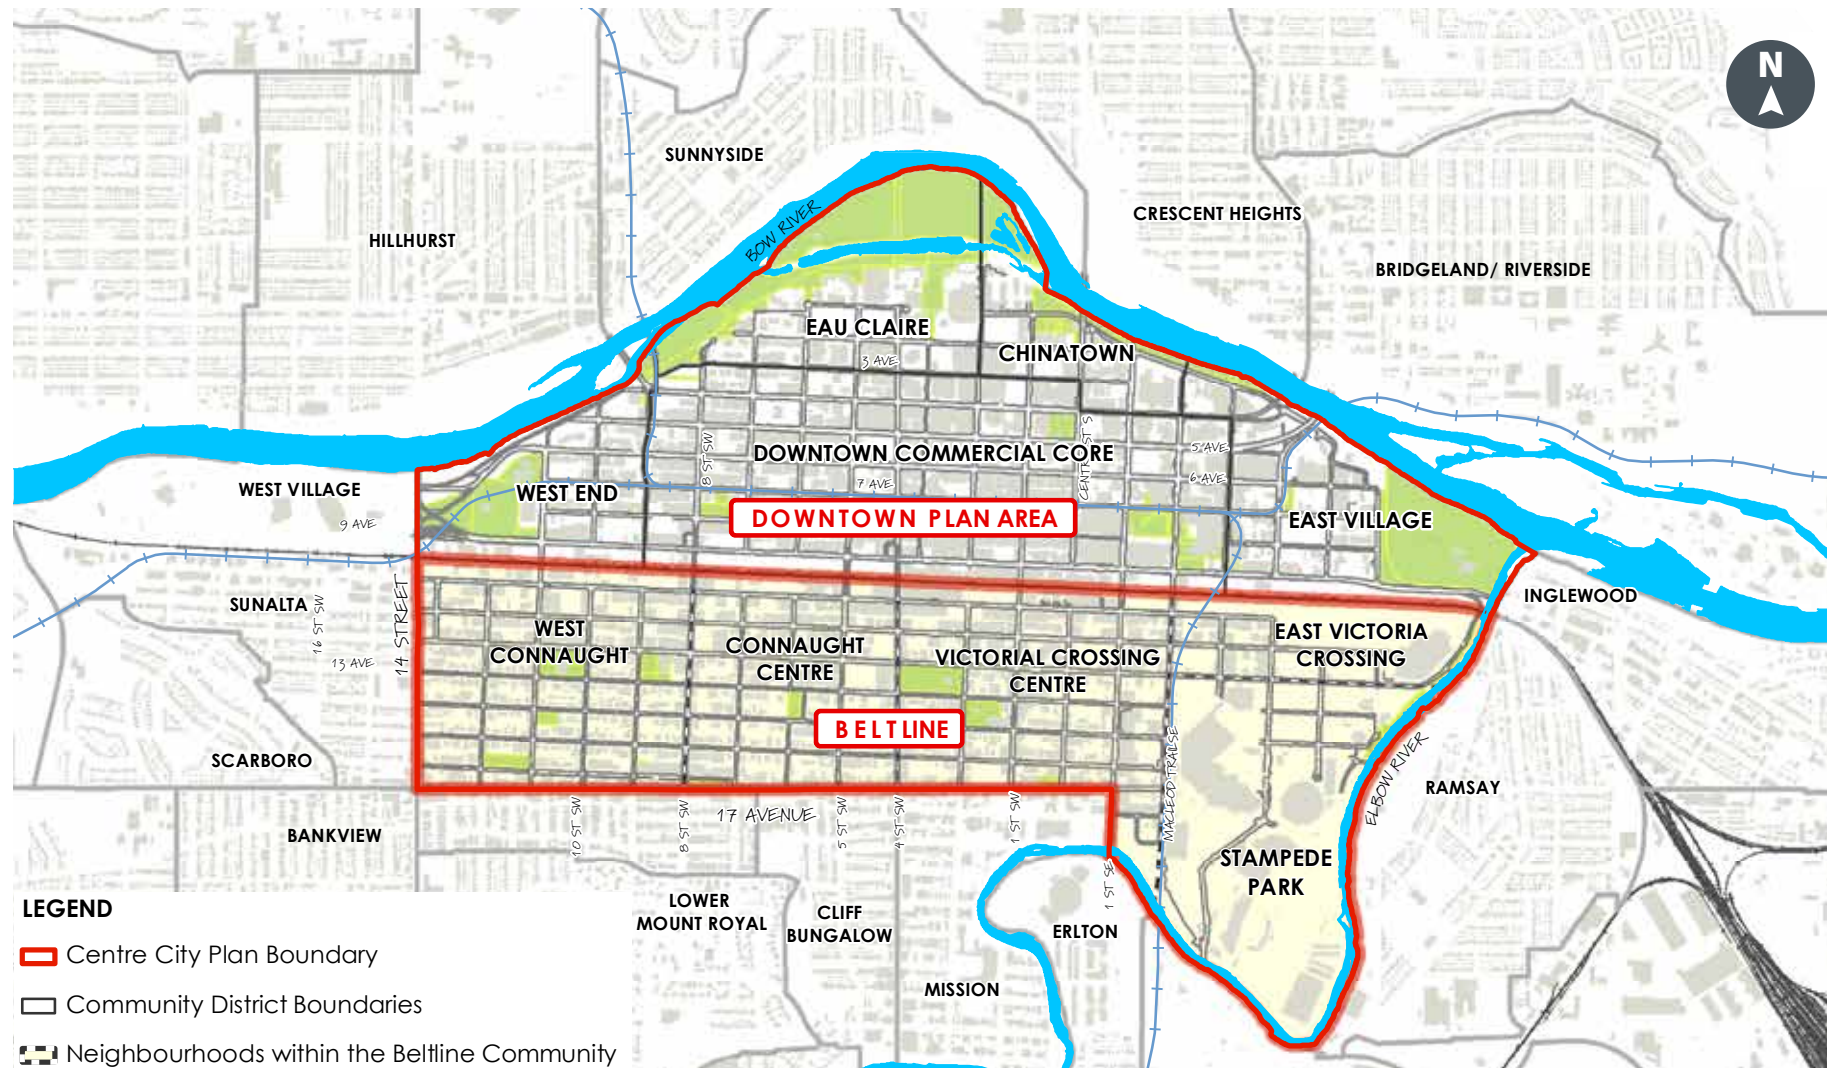 N
SUNNYSIDE
CRESCENT HEIGHTS
BOW RIVER
HILLHURST
BRIDGELAND/ RIVERSIDE
EAU CLAIRE
CHINATOWN
3 AVE
5 AVE
DOWNTOWN COMMERCIAL CORE
8 ST SW
CENTRE ST S
6 AVE
7 AVE
WEST VILLAGE
WEST END
9 AVE
DOWNTOWN PLAN AREA
EAST VILLAGE
INGLEWOOD
SUNALTA
16 ST SW
14 STREET
13 AVE
WEST
CONNAUGHT
CONNAUGHT
CENTRE
VICTORIAL CROSSING
CENTRE
EAST VICTORIA
CROSSING
BELTLINE
SCARBORO
MACLEOD TRAIL SE
ELBOW RIVER
RAMSAY
BANKVIEW
10 ST SW
8 ST SW
17 AVENUE
5 ST SW
4 ST SW
1 ST SW
1 ST SE
STAMPEDE
PARK
LOWER
MOUNT ROYAL
CLIFF
BUNGALOW
ERLTON
MISSION
LEGEND
Centre City Plan Boundary
Community District Boundaries
Neighbourhoods within the Beltline Community